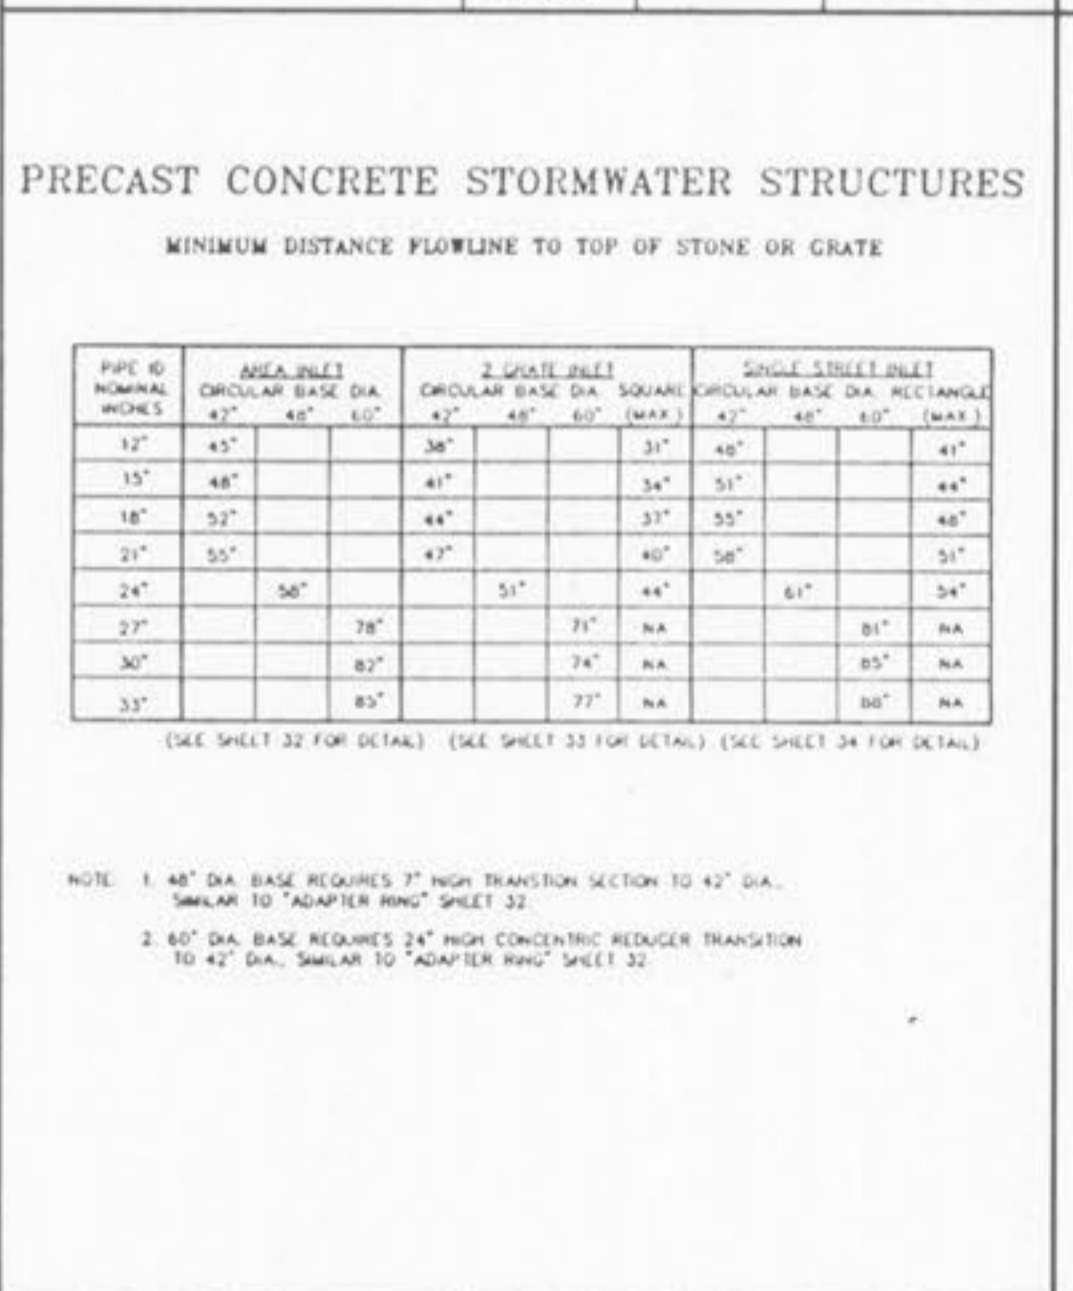 PRECAST CONCRETE STORMWATER STRUCTURES
MINIMUM DISTANCE FLOWLINE TO TOP OF STONE OR GRATE
PIPE ID NOMINAL INCHES
AREA INLET 2 GRATE INLET SINGLE STREET INLET
CIRCULAR BASE DIA. CIRCULAR BASE DIA. SQUARE CIRCULAR BASE DIA. RECTANGLE
42" 48" 60" 42" 48" 60" (MAX.) 42" 48" 60" (MAX.)
12" 45" 38" 31" 48" 41"
15" 48" 41" 34" 51" 44"
18" 52" 44" 37" 55" 48"
21" 55" 47" 40" 58" 51"
24" 58" 51" 44" 61" 54"
27" 78" 71" NA 81" NA
30" 82" 74" NA 85" NA
33" 85" 77" NA 88" NA
(SEE SHEET 32 FOR DETAIL) (SEE SHEET 33 FOR DETAIL) (SEE SHEET 34 FOR DETAIL)
NOTE: 1. 48" DIA. BASE REQUIRES 7" HIGH TRANSTION SECTION TO 42" DIA.,
SIMILAR TO "ADAPTER RING" SHEET 32.
2. 60" DIA. BASE REQUIRES 24" HIGH CONCENTRIC REDUCER TRANSITION
TO 42" DIA., SIMILAR TO "ADAPTER RING" SHEET 32.